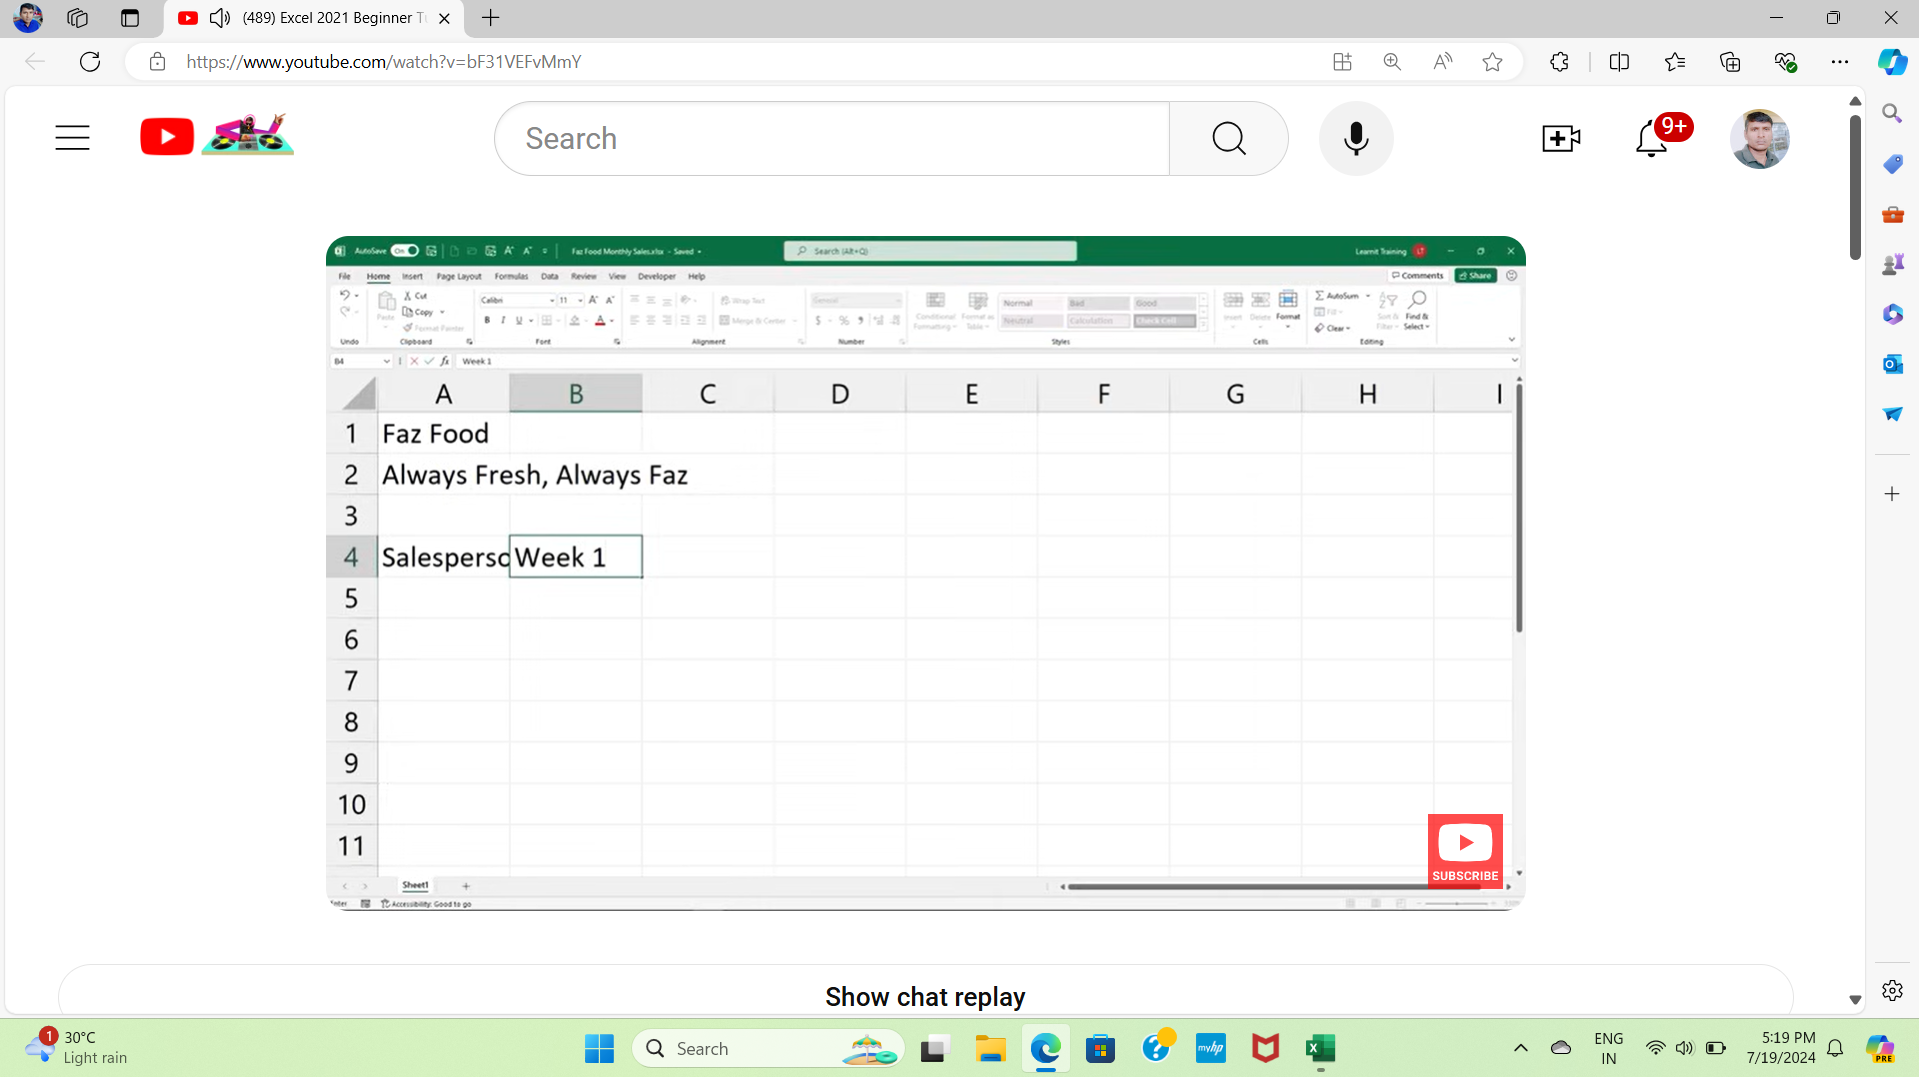 (489) Excel 2021 Beginner Tu
https://www.youtube.com/watch?v=bF31VEFvMmY
Search
9+
AutoSave On Faz Food Monthly Sales.xlsx - Saved Search (Alt+Q) Learnit Training LT
File Home Insert Page Layout Formulas Data Review View Developer Help Comments Share
Cut
Copy
Format Painter
Paste
Calibri 11
B I U
Wrap Text
Merge & Center
General
$ %
Conditional Formatting
Format as Table
Normal Bad Good
Neutral Calculation Check Cell
Insert Delete Format
AutoSum
Fill
Clear
Sort & Filter
Find & Select
Undo Clipboard Font Alignment Number Styles Cells Editing
B4 fx Week 1
A B C D E F G H I
1 Faz Food
2 Always Fresh, Always Faz
3
4 Salesperso Week 1
5
6
7
8
9
10
11
SUBSCRIBE
Sheet1
Accessibility: Good to go
Show chat replay
1 30°C
Light rain
Search
myhp
ENG
IN
5:19 PM
7/19/2024
PRE